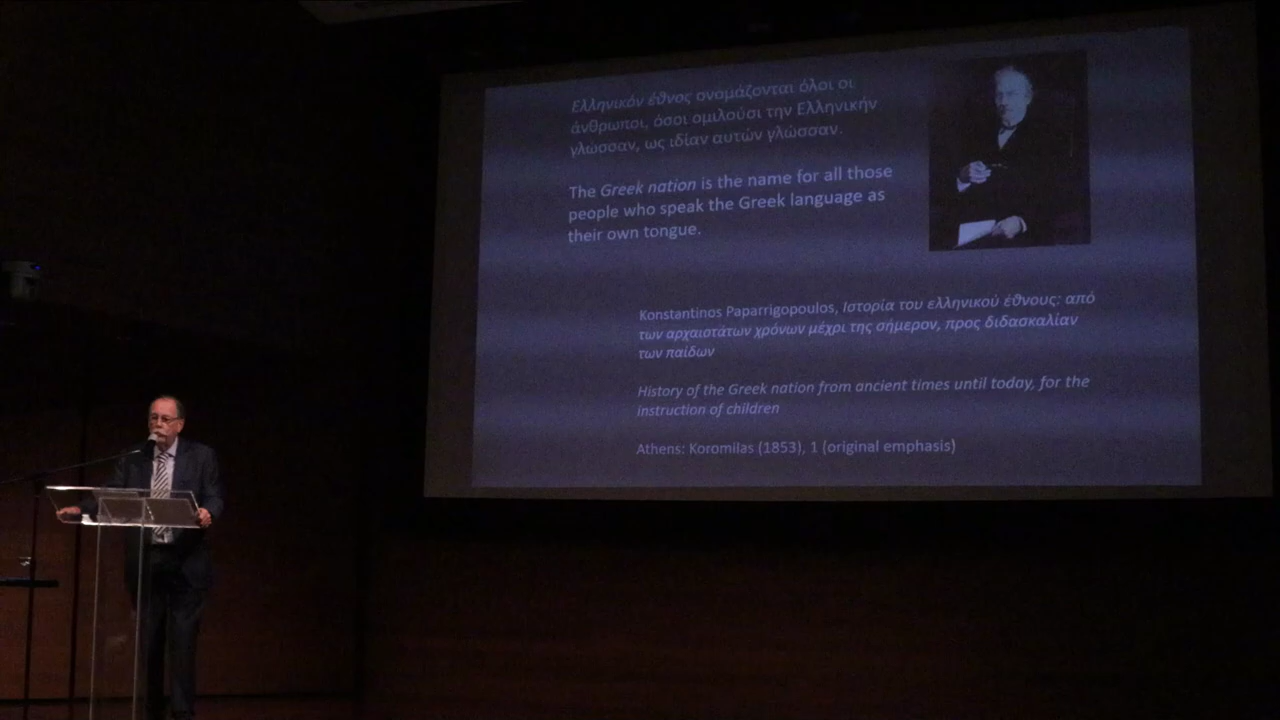 Ελληνικόν έθνος ονομάζονται όλοι οι
άνθρωποι, όσοι ομιλούσι την Ελληνικήν
γλώσσαν, ως ιδίαν αυτών γλώσσαν.
The Greek nation is the name for all those
people who speak the Greek language as
their own tongue.
Konstantinos Paparrigopoulos, Ιστορία του ελληνικού έθνους: από
των αρχαιοτάτων χρόνων μέχρι της σήμερον, προς διδασκαλίαν
των παίδων
History of the Greek nation from ancient times until today, for the
instruction of children
Athens: Koromilas (1853), 1 (original emphasis)